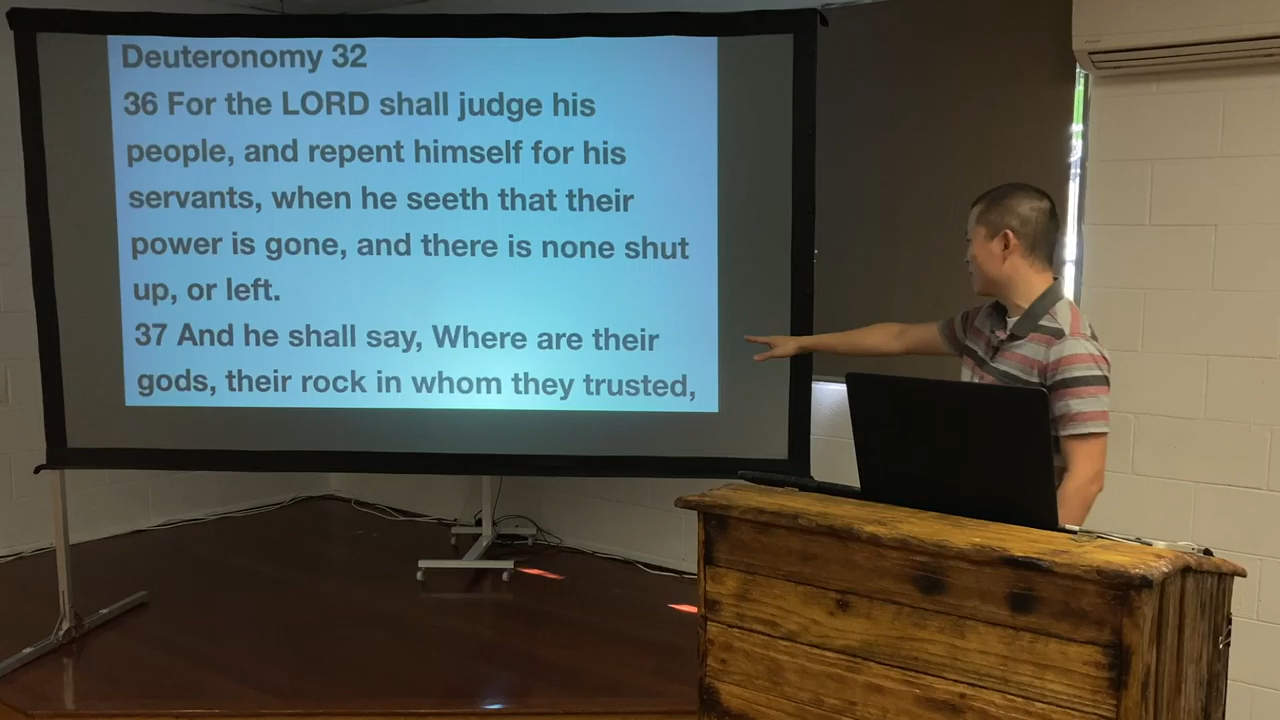 Deuteronomy 32
36 For the LORD shall judge his
people, and repent himself for his
servants, when he seeth that their
power is gone, and there is none shut
up, or left.
37 And he shall say, Where are their
gods, their rock in whom they trusted,